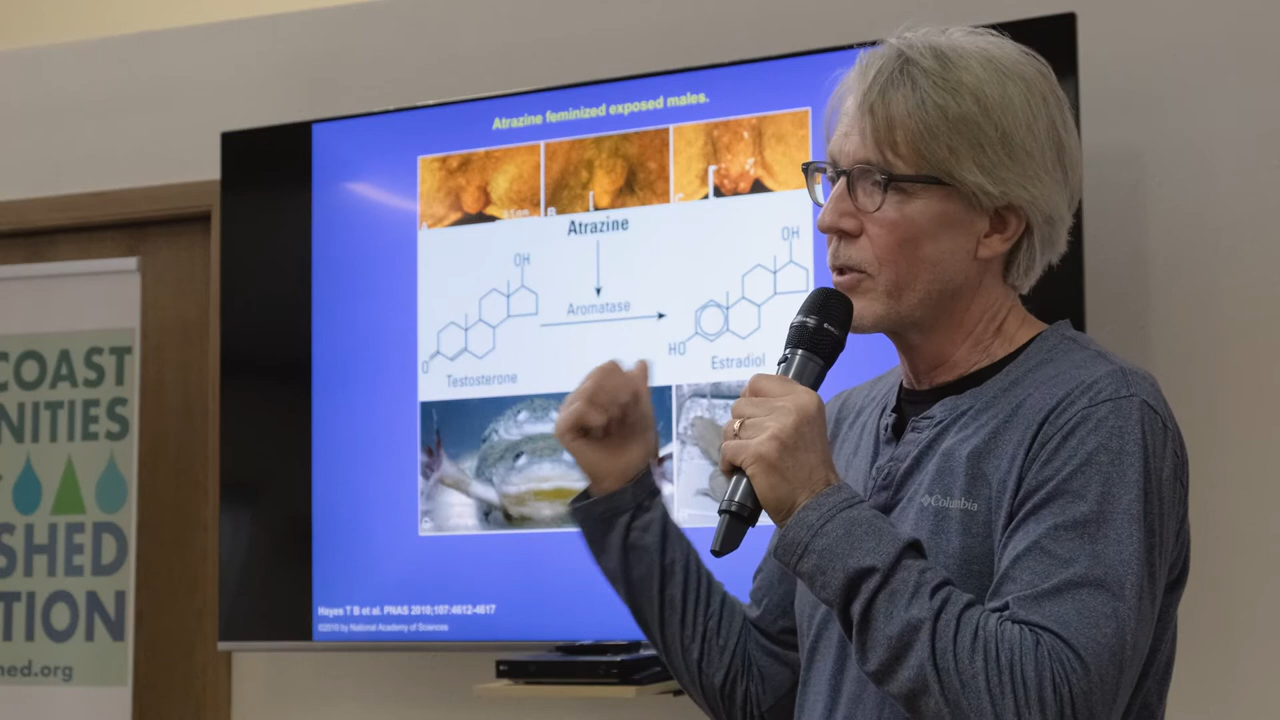 Atrazine feminized exposed males.
A
B
C
Atrazine
OH
OH
Aromatase
O
HO
Testosterone
Estradiol
Hayes T B et al. PNAS 2010;107:4612-4617
©2010 by National Academy of Sciences
COAST
NITIES
SHED
TION
hed.org
Columbia